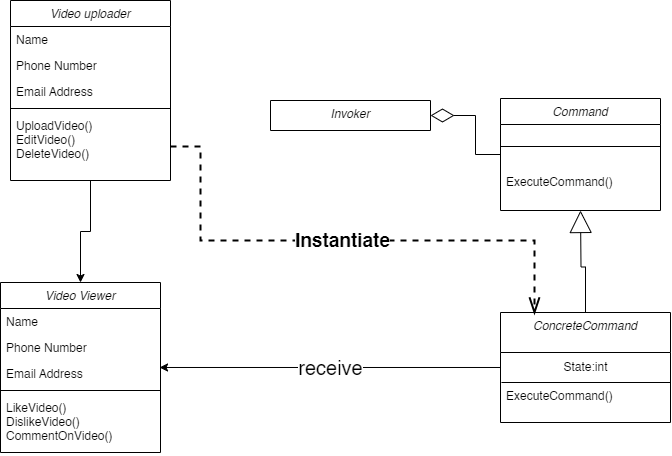 Video uploader
Name
Phone Number
Email Address
UploadVideo()
EditVideo()
DeleteVideo()
Invoker
Command
ExecuteCommand()
Instantiate
Video Viewer
Name
Phone Number
Email Address
LikeVideo()
DislikeVideo()
CommentOnVideo()
receive
ConcreteCommand
State:int
ExecuteCommand()